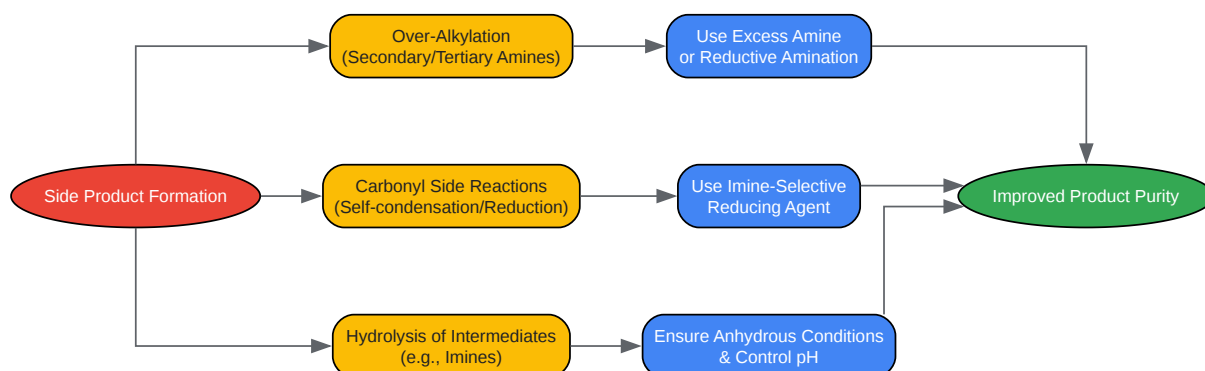 Over-Alkylation
(Secondary/Tertiary Amines)
Use Excess Amine
or Reductive Amination
Side Product Formation
Carbonyl Side Reactions
(Self-condensation/Reduction)
Use Imine-Selective
Reducing Agent
Improved Product Purity
Hydrolysis of Intermediates
(e.g., Imines)
Ensure Anhydrous Conditions
& Control pH